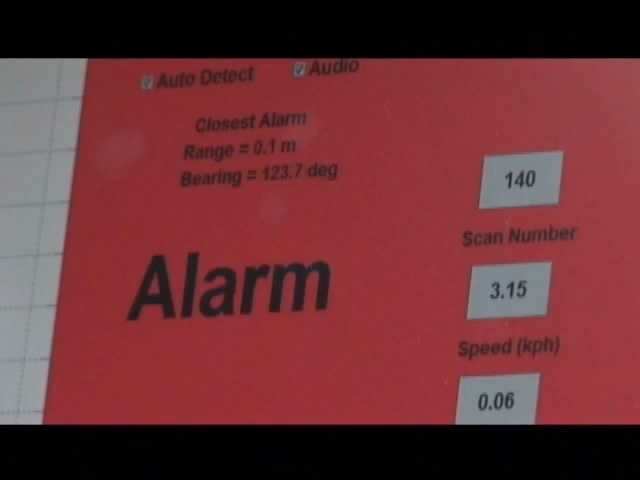 Auto Detect
Audio
Closest Alarm
Range = 0.1 m
Bearing = 123.7 deg
140
Scan Number
Alarm
3.15
Speed (kph)
0.06